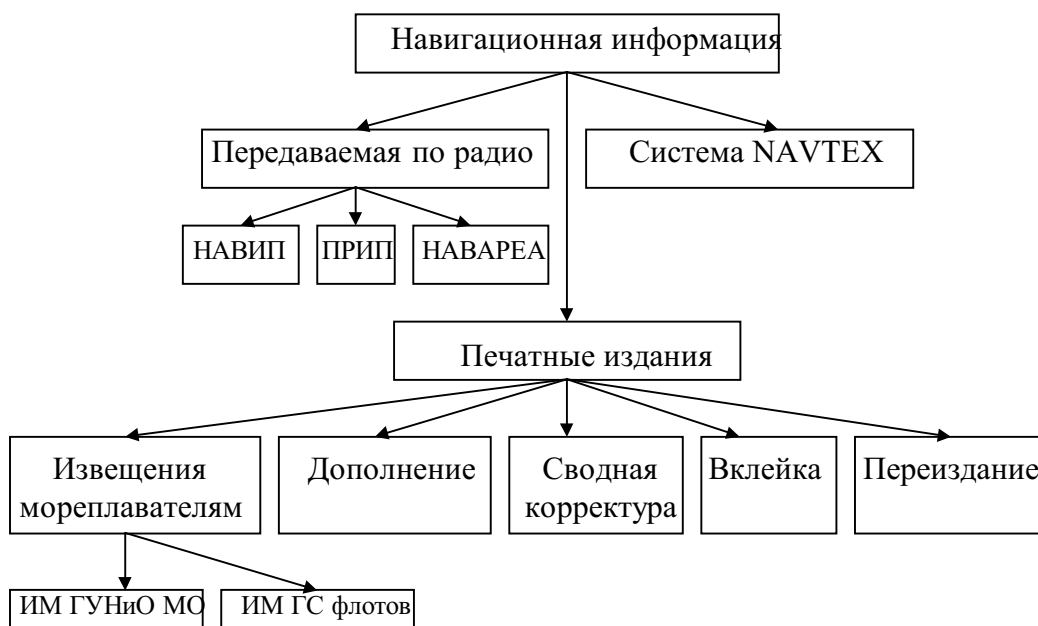 Навигационная информация
Передаваемая по радио
Система NAVTEX
НАВИП
ПРИП
НАВАРЕА
Печатные издания
Извещения
мореплавателям
Дополнение
Сводная
корректура
Вклейка
Переиздание
ИМ ГУНиО МО
ИМ ГС флотов